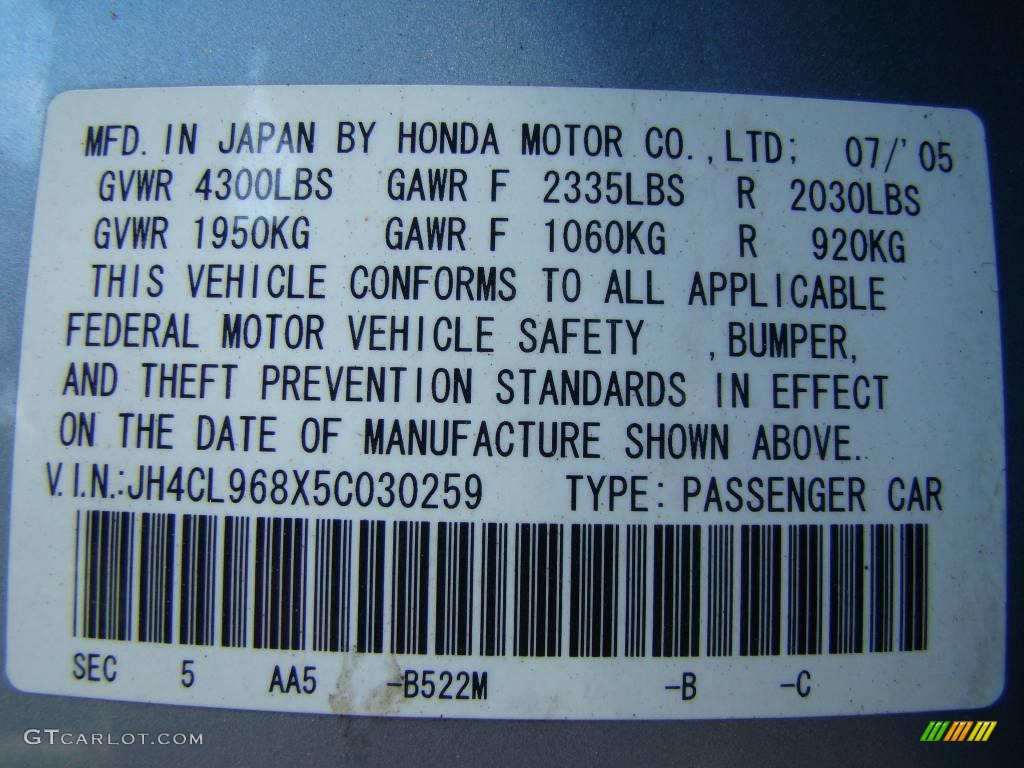 MFD. IN JAPAN BY HONDA MOTOR CO., LTD; 07/'05
GVWR 4300LBS GAWR F 2335LBS R 2030LBS
GVWR 1950KG GAWR F 1060KG R 920KG
THIS VEHICLE CONFORMS TO ALL APPLICABLE
FEDERAL MOTOR VEHICLE SAFETY , BUMPER,
AND THEFT PREVENTION STANDARDS IN EFFECT
ON THE DATE OF MANUFACTURE SHOWN ABOVE.
V.I.N.:JH4CL968X5C030259 TYPE: PASSENGER CAR
SEC 5 AA5 -B522M -B -C
GTCARLOT.COM